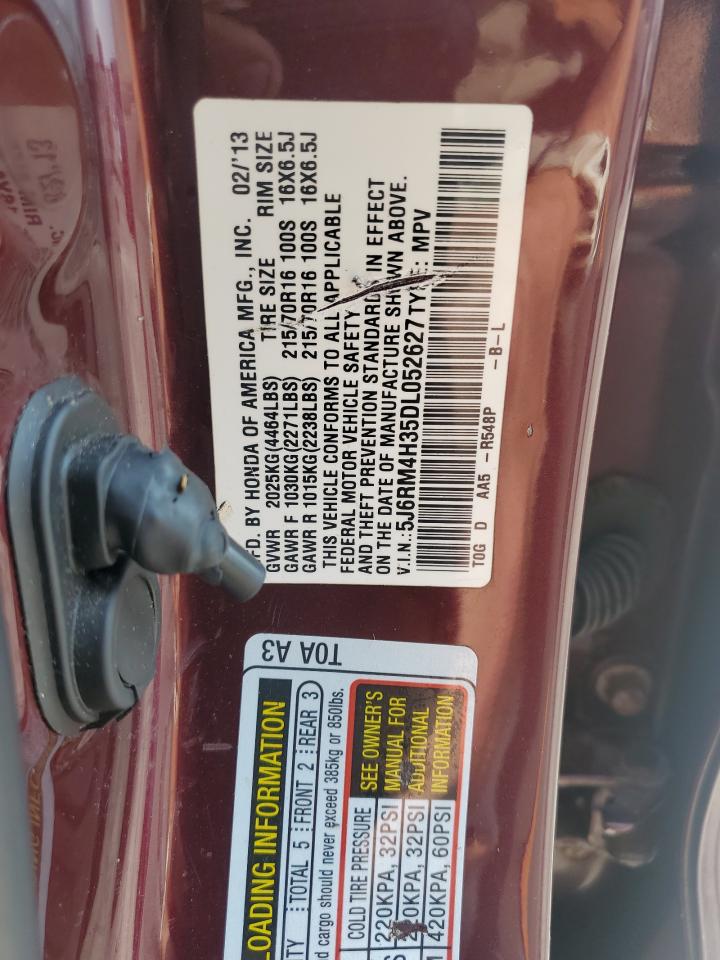 MFD. BY HONDA OF AMERICA MFG., INC. 02/'13
GVWR 2025KG(4464LBS) TIRE SIZE RIM SIZE
GAWR F 1030KG(2271LBS) 215/70R16 100S 16X6.5J
GAWR R 1015KG(2238LBS) 215/70R16 100S 16X6.5J
THIS VEHICLE CONFORMS TO ALL APPLICABLE
FEDERAL MOTOR VEHICLE SAFETY
AND THEFT PREVENTION STANDARD IN EFFECT
ON THE DATE OF MANUFACTURE SHOWN ABOVE.
V.I.N.:5J6RM4H35DL052627 TYPE: MPV
T0G D AA5 -R548P -B-L
T0A A3
LOADING INFORMATION
TOTAL 5 FRONT 2 REAR 3
cargo should never exceed 385kg or 850lbs.
COLD TIRE PRESSURE
220KPA, 32PSI
220KPA, 32PSI
420KPA, 60PSI
SEE OWNER'S
MANUAL FOR
ADDITIONAL
INFORMATION